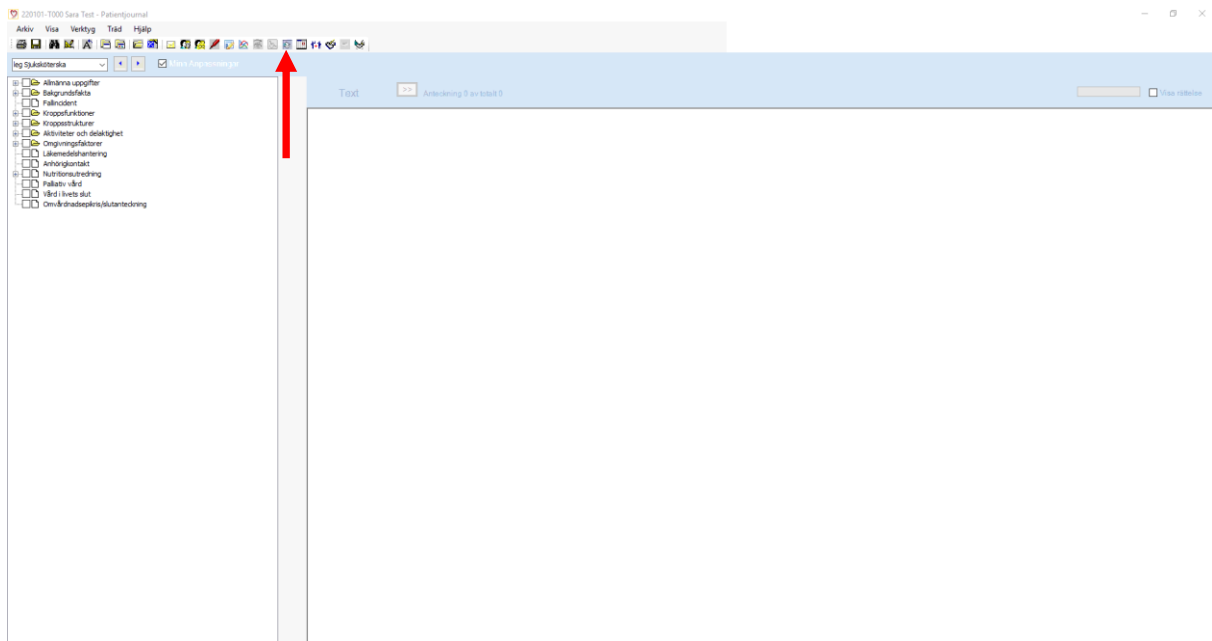 220101-T000 Sara Test - Patientjournal
Arkiv Visa Verktyg Träd Hjälp
leg Sjuksköterska
Allmänna uppgifter
Bakgrundsfakta
Fallincident
Kroppsfunktioner
Kroppsstrukturer
Aktiviteter och delaktighet
Omgivningsfaktorer
Läkemedelshantering
Anhörigkontakt
Nutritionsutredning
Palliativ vård
Vård i livets slut
Omvårdnadsepikris/slutanteckning
Text >> Anteckning 0 av totalt 0
Visa rättelse